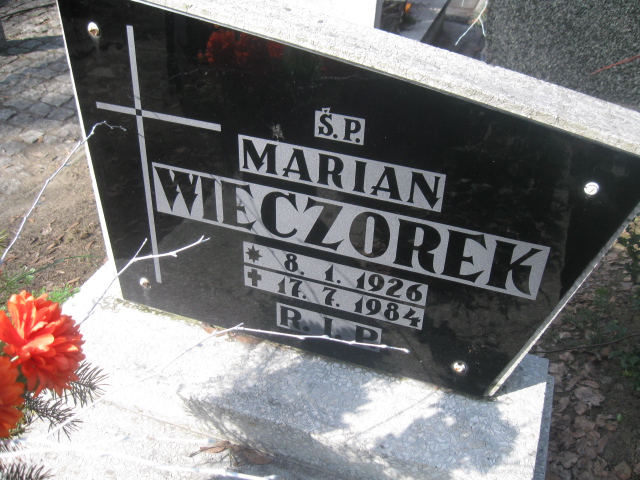 Ś.P.
MARIAN
WIECZOREK
* 8. 1. 1926
✝ 17. 7. 1984
R.I.P.